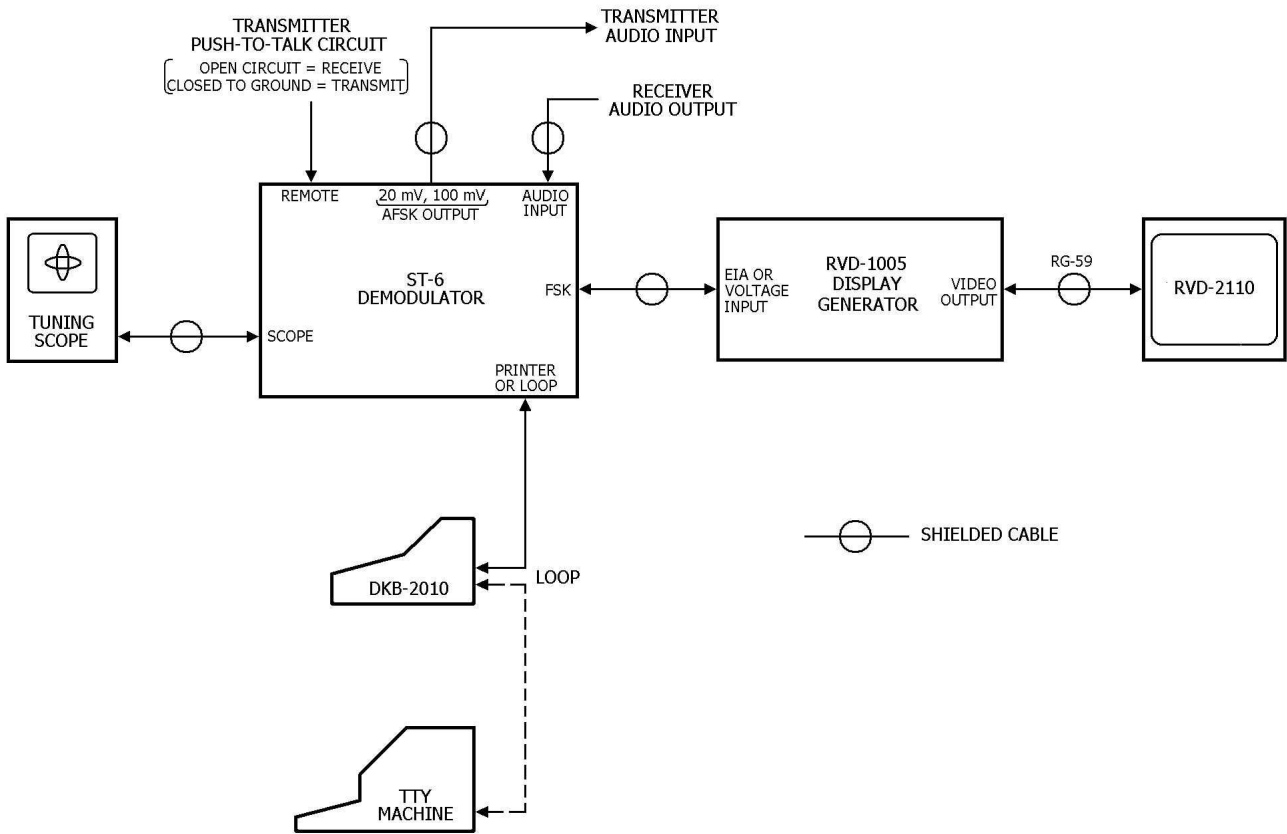 TRANSMITTER
PUSH-TO-TALK CIRCUIT
OPEN CIRCUIT = RECEIVE
CLOSED TO GROUND = TRANSMIT
TRANSMITTER
AUDIO INPUT
RECEIVER
AUDIO OUTPUT
REMOTE
20 mV, 100 mV
AFSK OUTPUT
AUDIO
INPUT
ST-6
DEMODULATOR
FSK
SCOPE
PRINTER
OR LOOP
TUNING
SCOPE
EIA OR
VOLTAGE
INPUT
RVD-1005
DISPLAY
GENERATOR
VIDEO
OUTPUT
RG-59
RVD-2110
DKB-2010
LOOP
SHIELDED CABLE
TTY
MACHINE